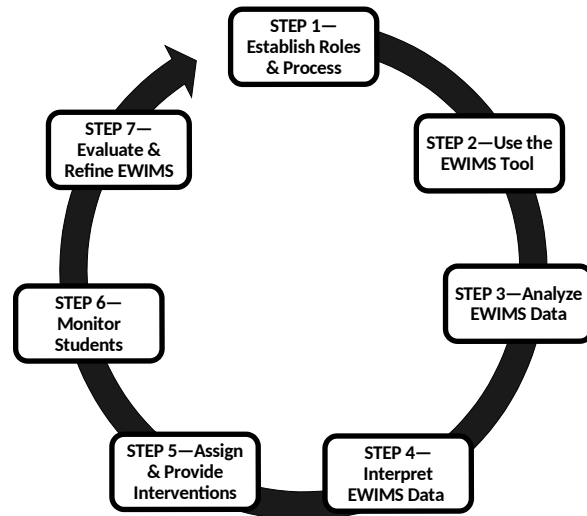 STEP 1—
Establish Roles
& Process
STEP 2—Use the
EWIMS Tool
STEP 3—Analyze
EWIMS Data
STEP 4—
Interpret
EWIMS Data
STEP 5—Assign
& Provide
Interventions
STEP 6—
Monitor
Students
STEP 7—
Evaluate &
Refine EWIMS